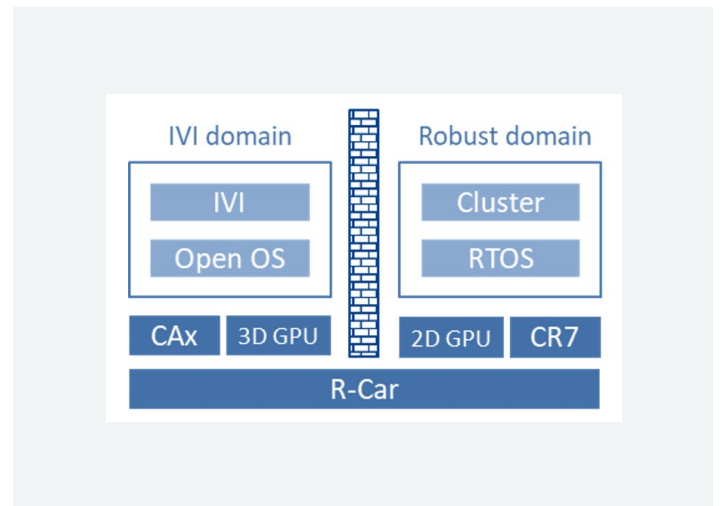 IVI domain
Robust domain
IVI
Cluster
Open OS
RTOS
CAx
3D GPU
2D GPU
CR7
R-Car